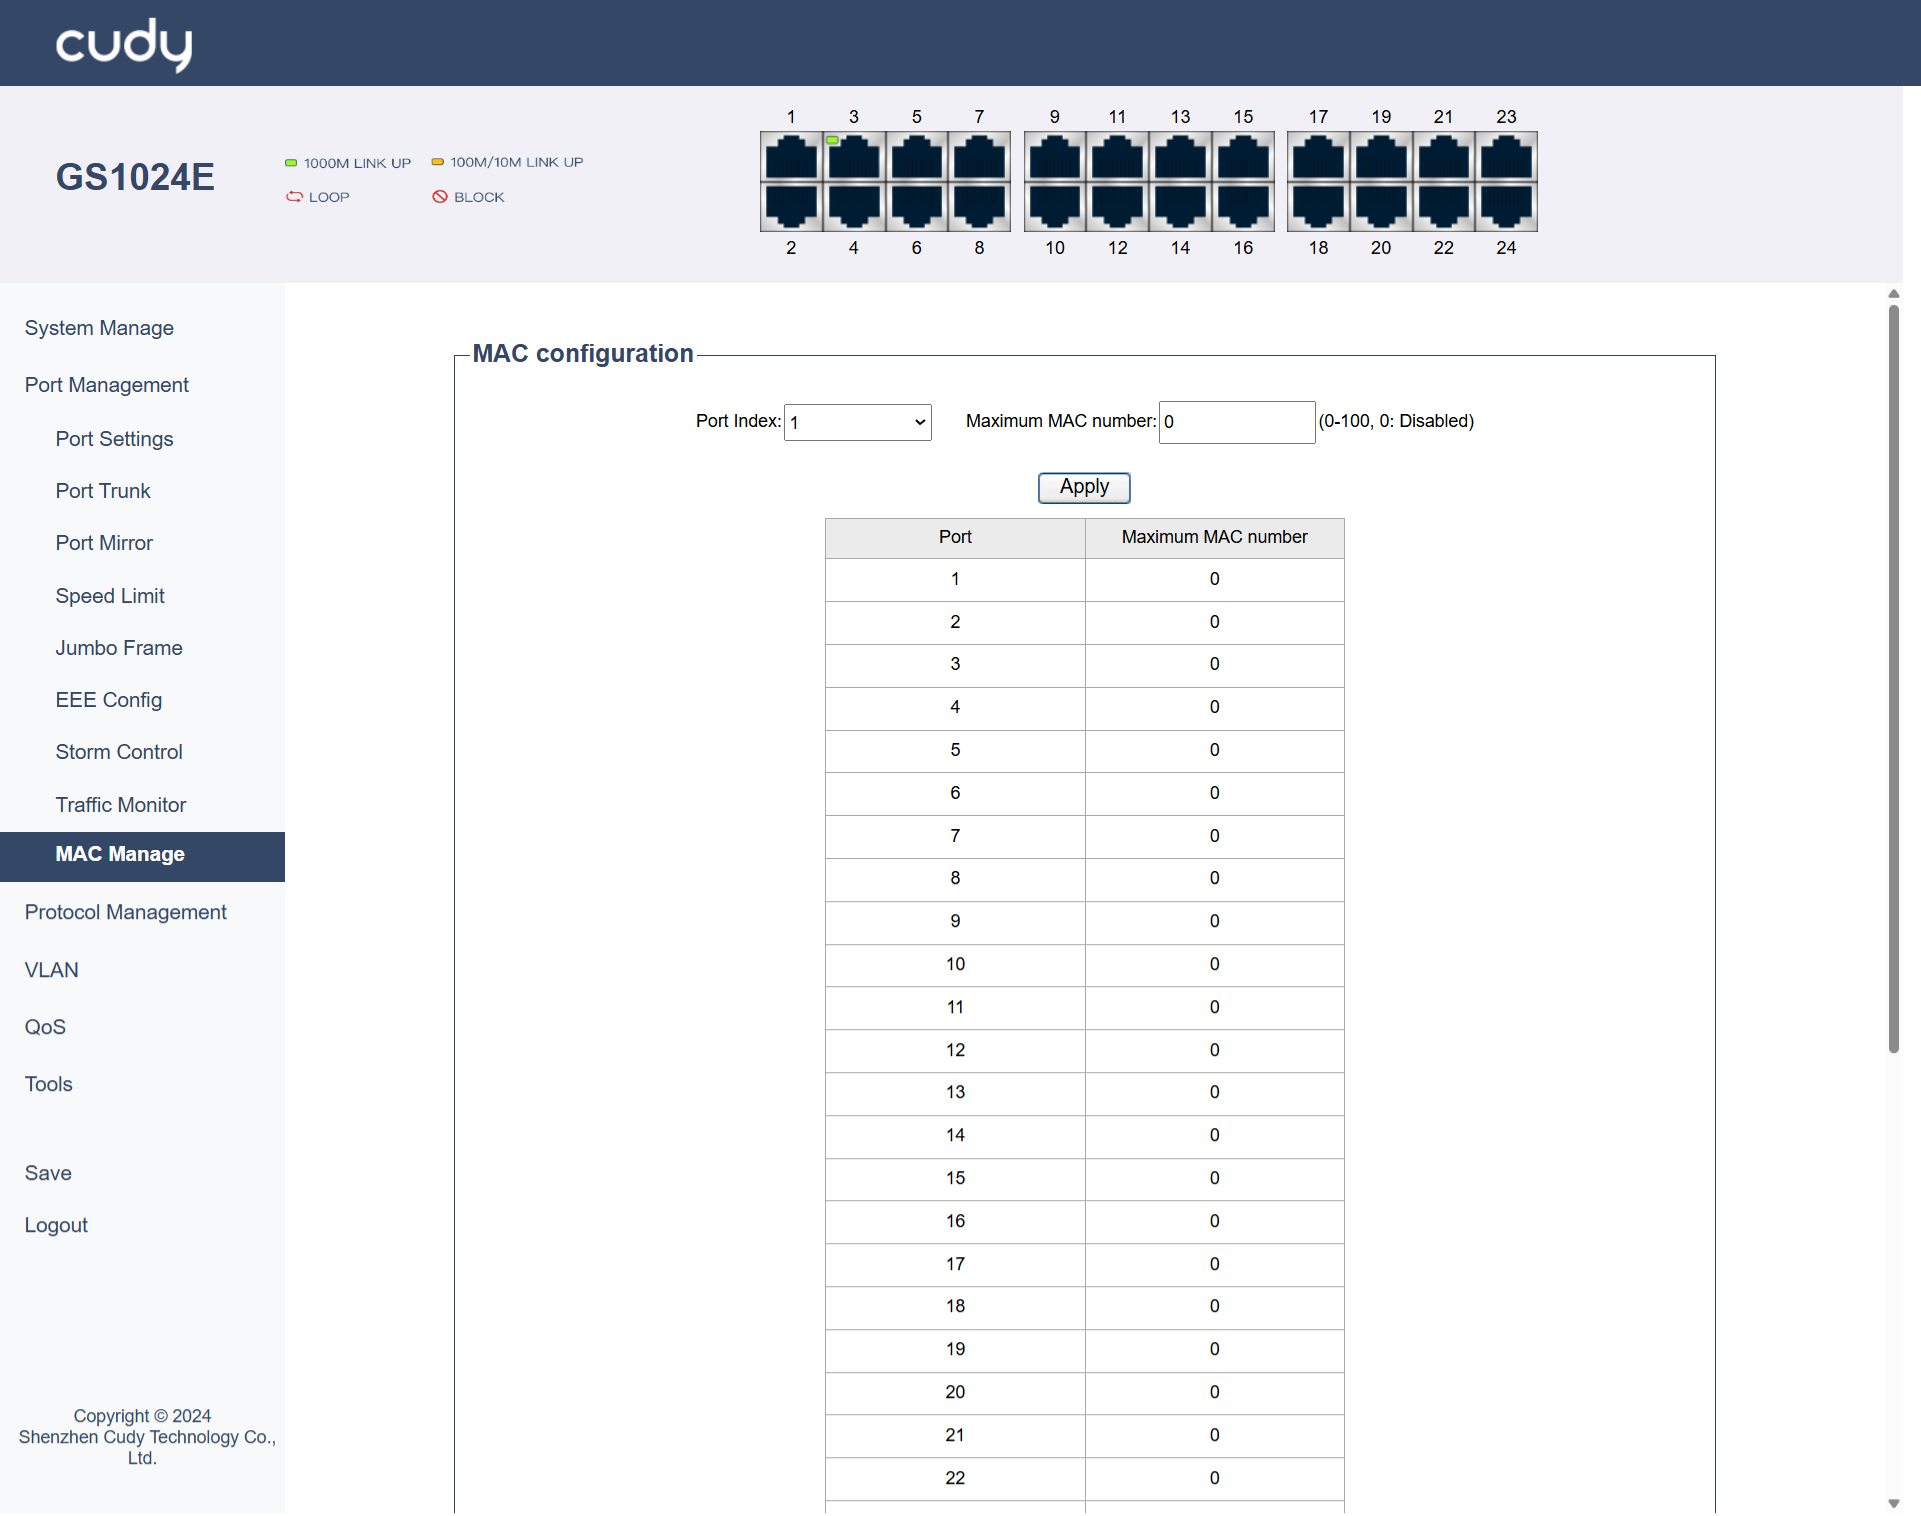 cudy
GS1024E
1000M LINK UP 100M/10M LINK UP
LOOP BLOCK
1 3 5 7 9 11 13 15 17 19 21 23
2 4 6 8 10 12 14 16 18 20 22 24
System Manage
Port Management
Port Settings
Port Trunk
Port Mirror
Speed Limit
Jumbo Frame
EEE Config
Storm Control
Traffic Monitor
MAC Manage
Protocol Management
VLAN
QoS
Tools
Save
Logout
Copyright © 2024
Shenzhen Cudy Technology Co.,
Ltd.
MAC configuration
Port Index: 1 Maximum MAC number: 0 (0-100, 0: Disabled)
Apply
Port Maximum MAC number
1 0
2 0
3 0
4 0
5 0
6 0
7 0
8 0
9 0
10 0
11 0
12 0
13 0
14 0
15 0
16 0
17 0
18 0
19 0
20 0
21 0
22 0